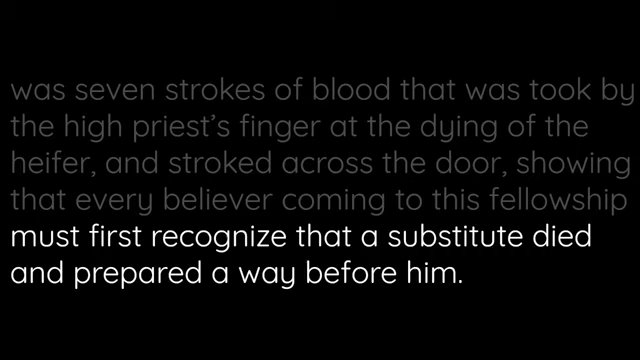 was seven strokes of blood that was took by
the high priest’s finger at the dying of the
heifer, and stroked across the door, showing
that every believer coming to this fellowship
must first recognize that a substitute died
and prepared a way before him.